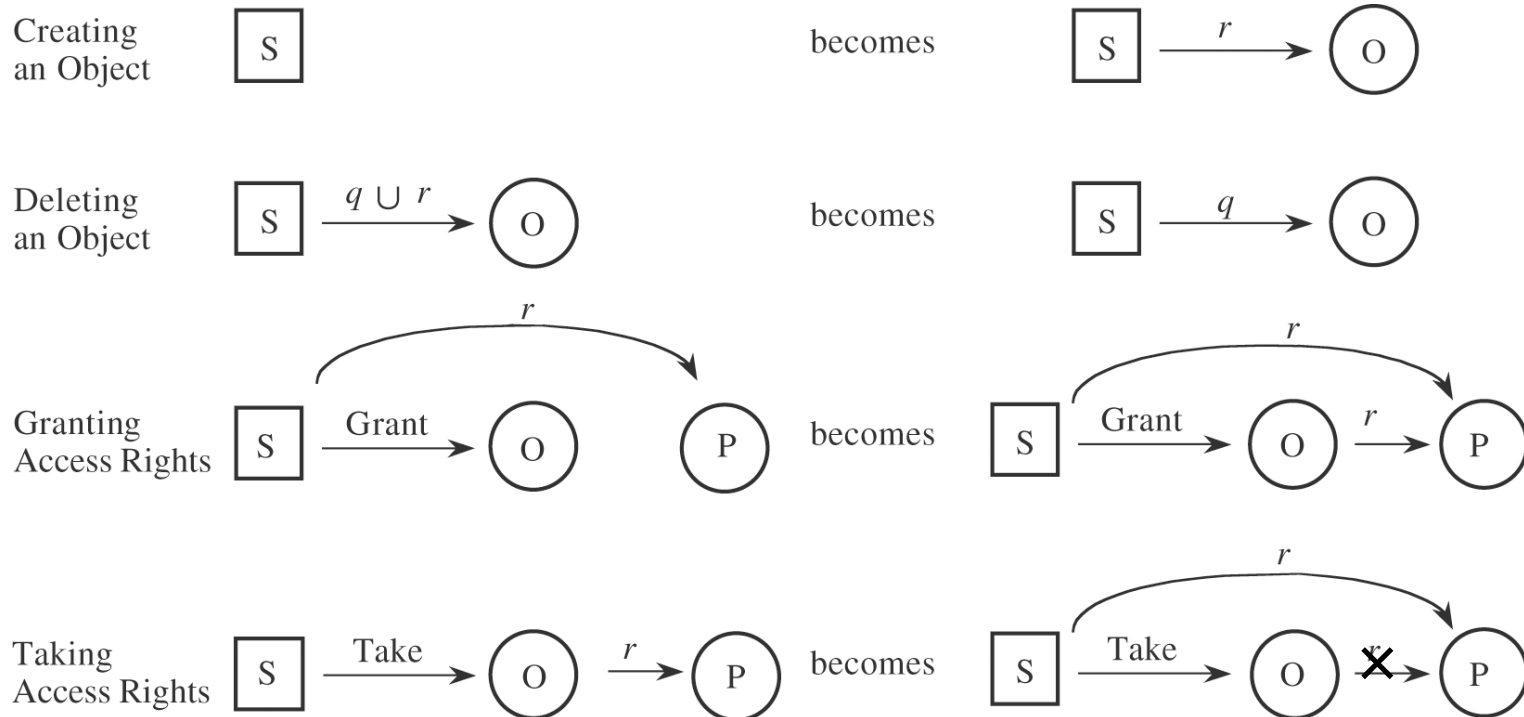 Creating
an Object
S
becomes
S
r
O
Deleting
an Object
S
q ∪ r
O
becomes
S
q
O
r
Granting
Access Rights
S
Grant
O
P
becomes
r
S
Grant
O
r
P
Taking
Access Rights
S
Take
O
r
P
becomes
r
S
Take
O
r
P